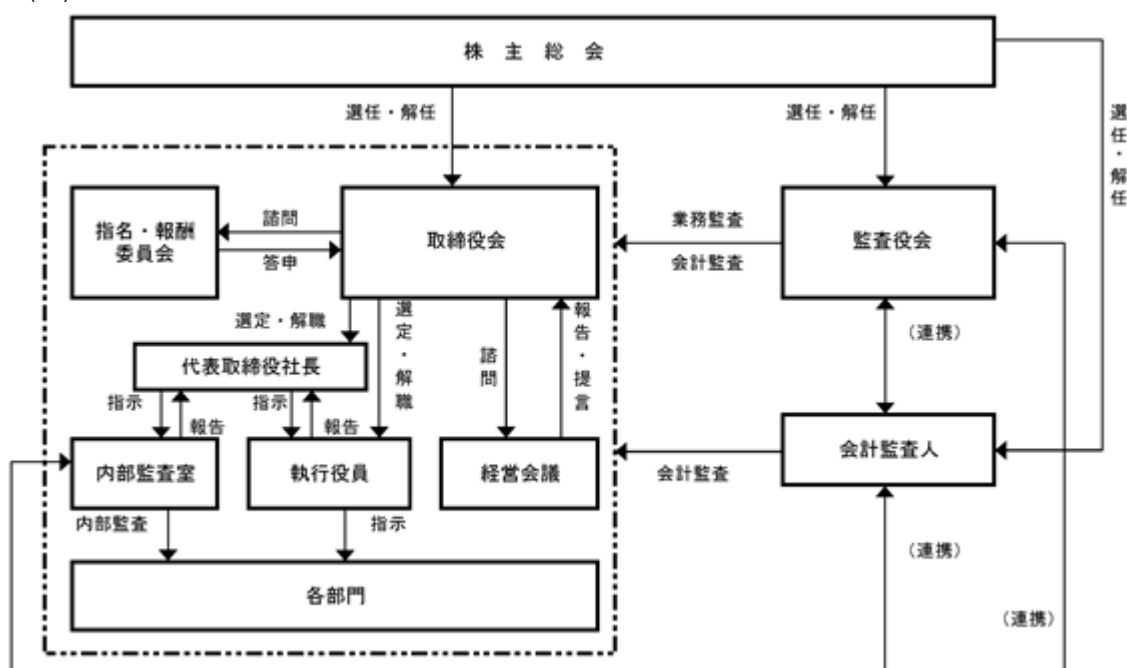 株主総会
選任・解任
選任・解任
選任・解任
指名・報酬
委員会
諮問
答申
取締役会
業務監査
会計監査
監査役会
選定・解職
選定・解職
諮問
報告・提言
(連携)
代表取締役社長
指示
報告
指示
報告
内部監査室
執行役員
経営会議
会計監査
会計監査人
内部監査
指示
(連携)
各部門
(連携)